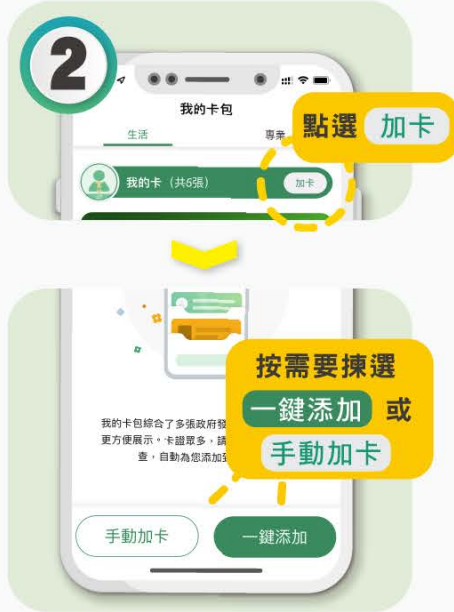 2
我的卡包
生活
專業
點選 加卡
我的卡（共6張）
加卡
按需要揀選
一鍵添加 或
手動加卡
我的卡包綜合了多張政府發
更方便展示。卡證眾多，請
查，自動為您添加
手動加卡
一鍵添加